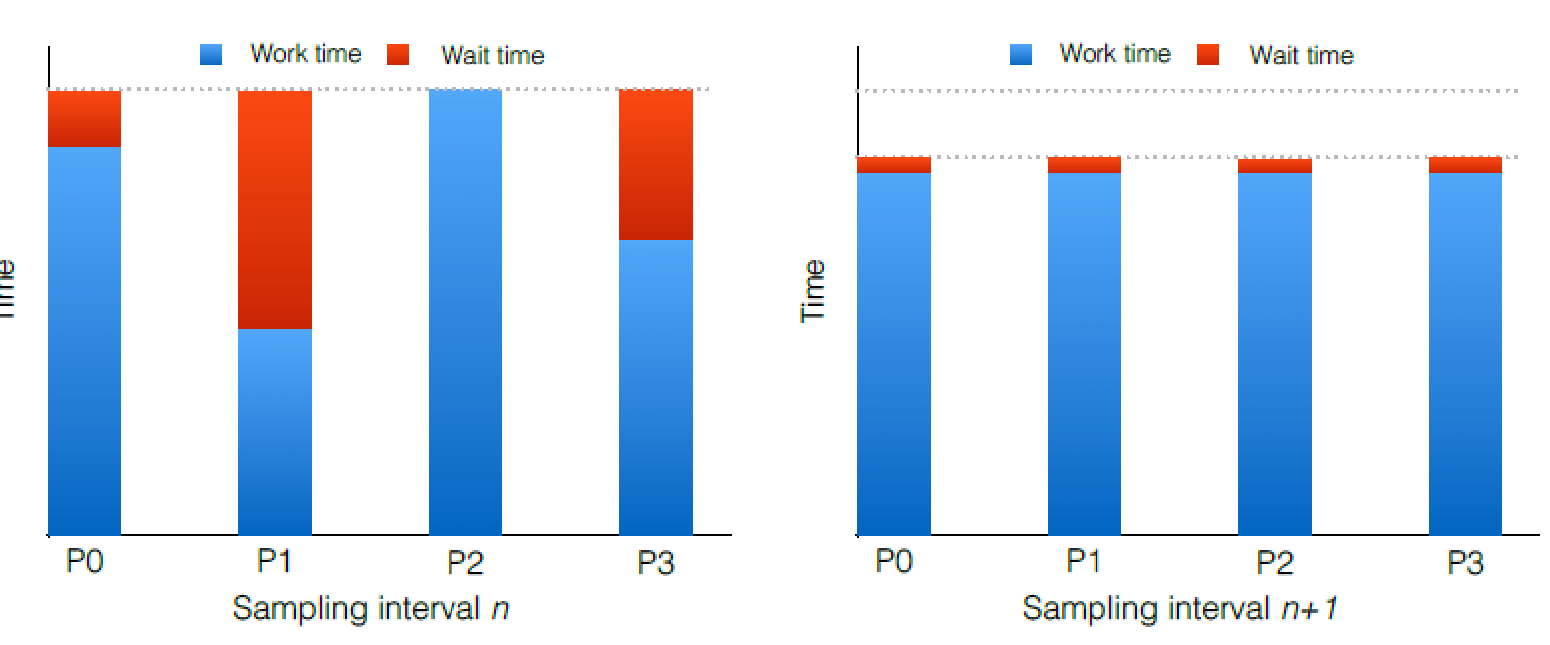 Work time Wait time
Time
P0 P1 P2 P3
Sampling interval n
Work time Wait time
Time
P0 P1 P2 P3
Sampling interval n+1